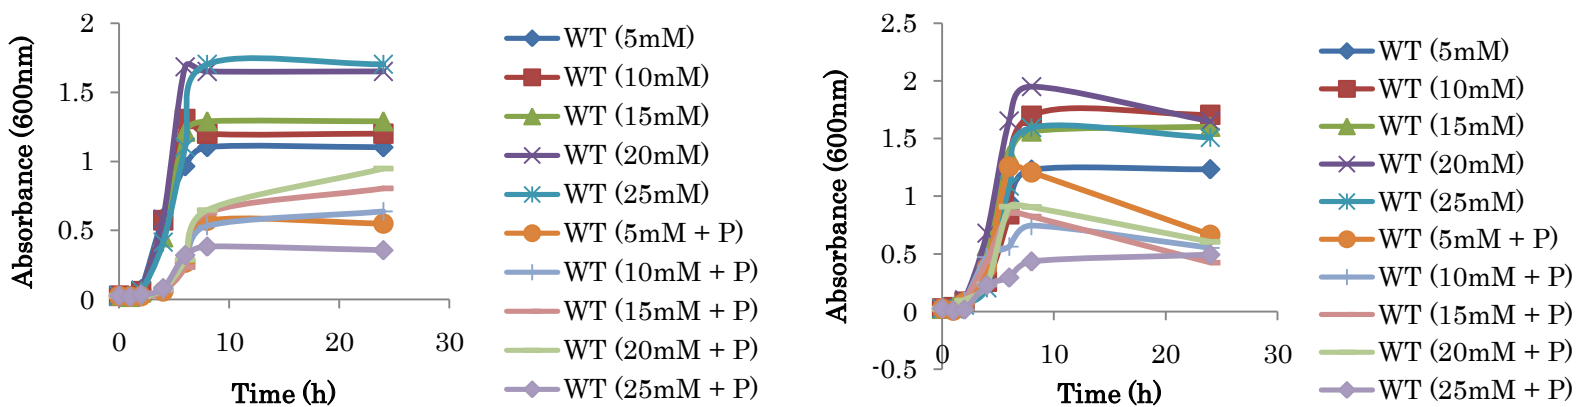 2
1.5
1
0.5
0
0
10
20
30
Absorbance (600nm)
Time (h)
WT (5mM)
WT (10mM)
WT (15mM)
WT (20mM)
WT (25mM)
WT (5mM + P)
WT (10mM + P)
WT (15mM + P)
WT (20mM + P)
WT (25mM + P)
2.5
2
1.5
1
0.5
0
-0.5
0
10
20
30
Absorbance (600nm)
Time (h)
WT (5mM)
WT (10mM)
WT (15mM)
WT (20mM)
WT (25mM)
WT (5mM + P)
WT (10mM + P)
WT (15mM + P)
WT (20mM + P)
WT (25mM + P)